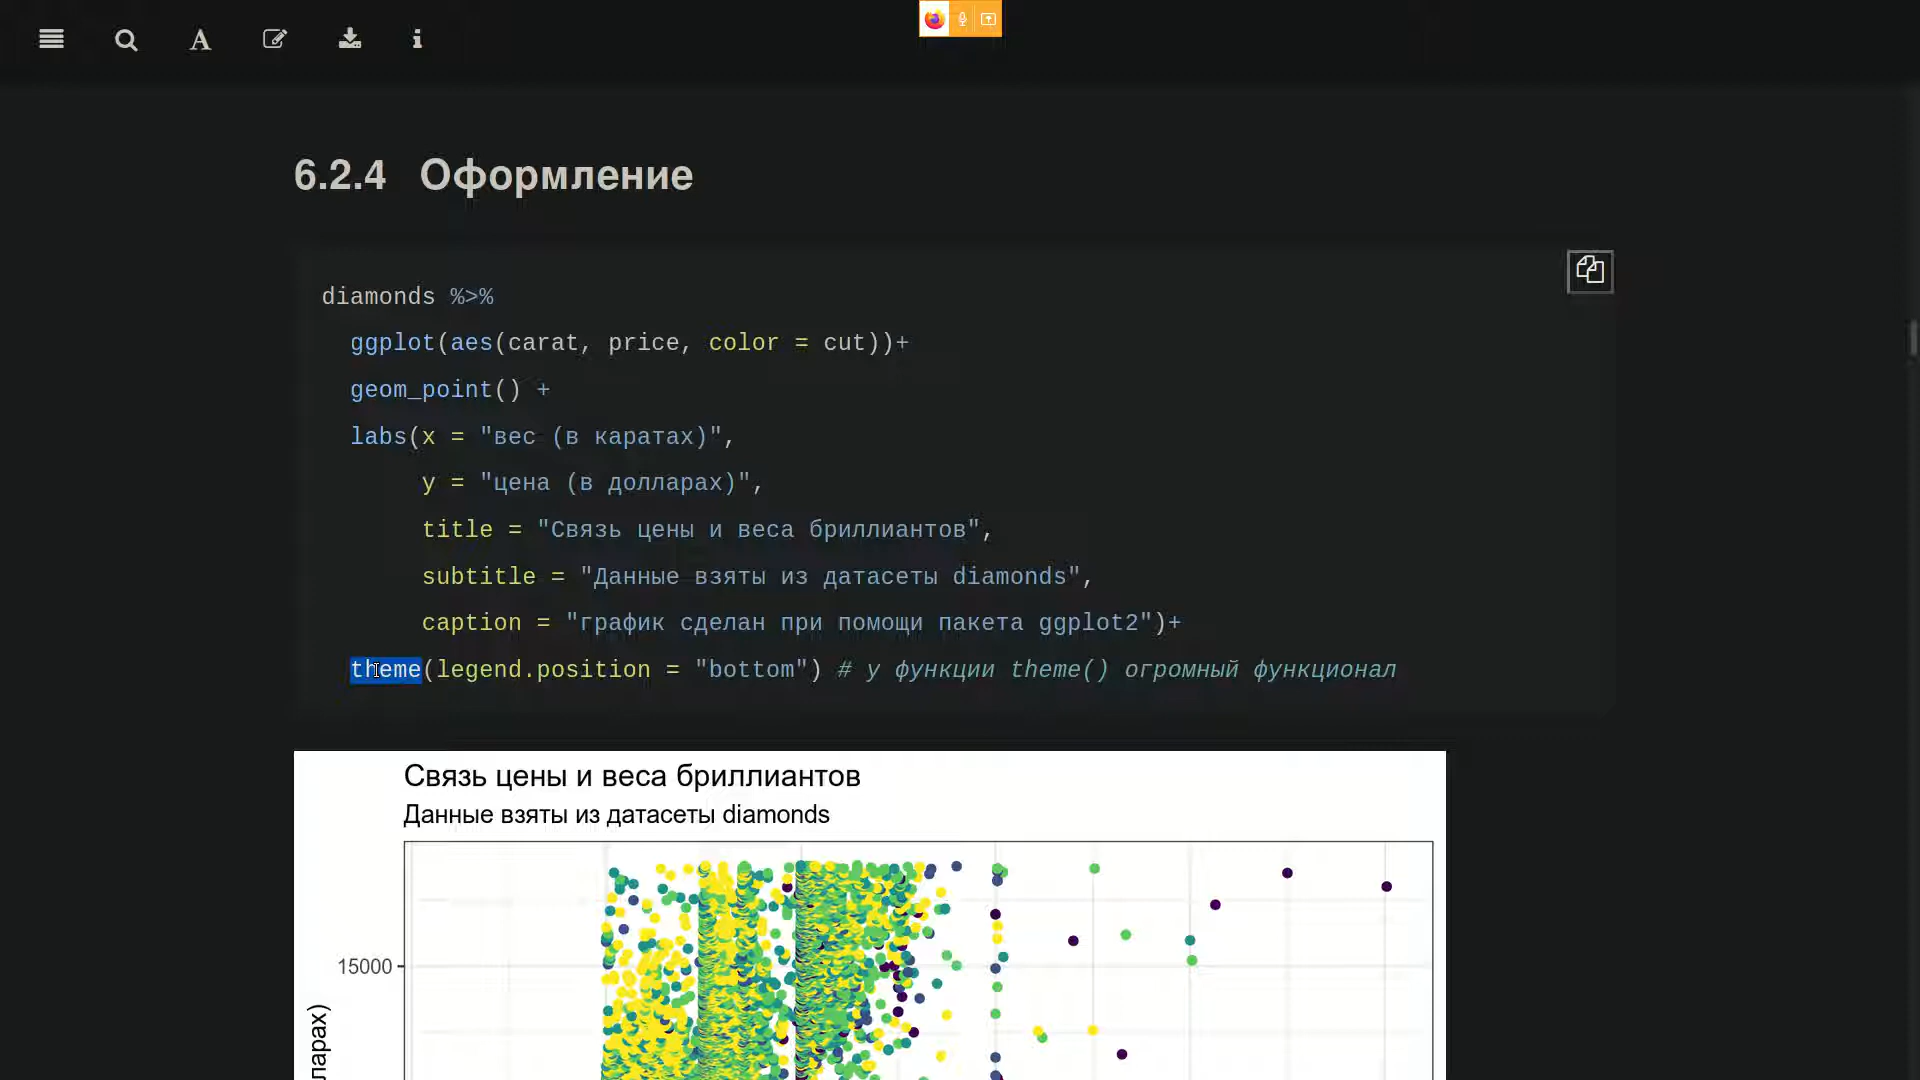 6.2.4 Оформление
diamonds %>%
ggplot(aes(carat, price, color = cut))+
geom_point() +
labs(x = "вес (в каратах)",
y = "цена (в долларах)",
title = "Связь цены и веса бриллиантов",
subtitle = "Данные взяты из датасеты diamonds",
caption = "график сделан при помощи пакета ggplot2")+
theme(legend.position = "bottom") # у функции theme() огромный функционал
Связь цены и веса бриллиантов
Данные взяты из датасеты diamonds
15000
ларах)